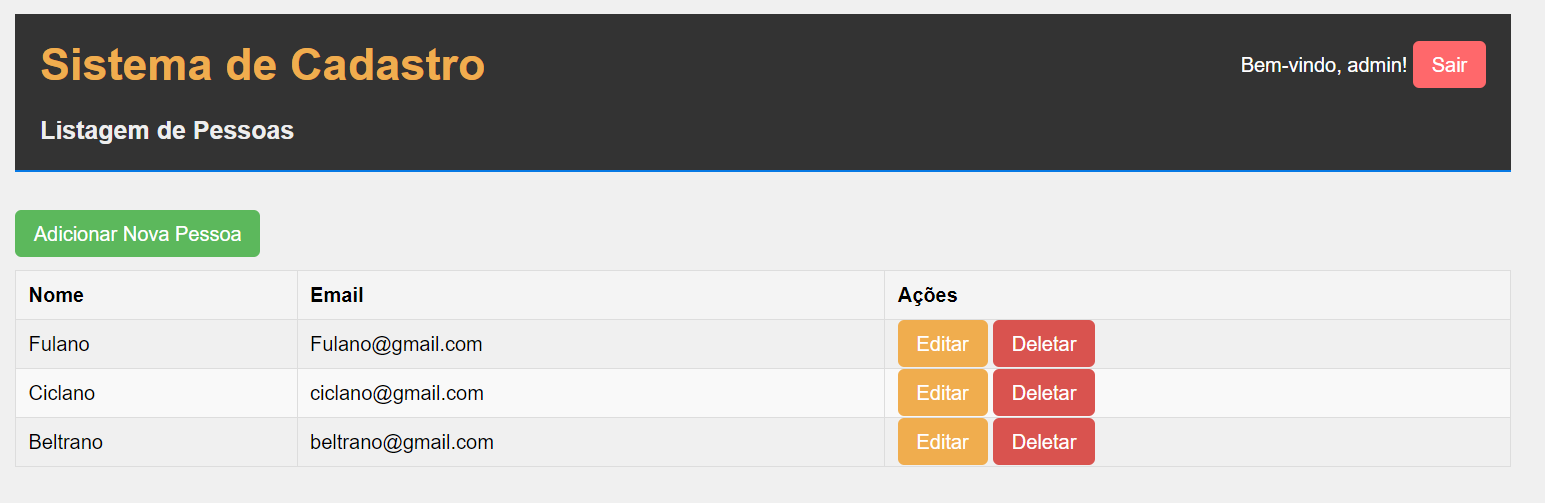 Sistema de Cadastro
Bem-vindo, admin! Sair
Listagem de Pessoas
Adicionar Nova Pessoa
Nome Email Ações
Fulano Fulano@gmail.com Editar Deletar
Ciclano ciclano@gmail.com Editar Deletar
Beltrano beltrano@gmail.com Editar Deletar